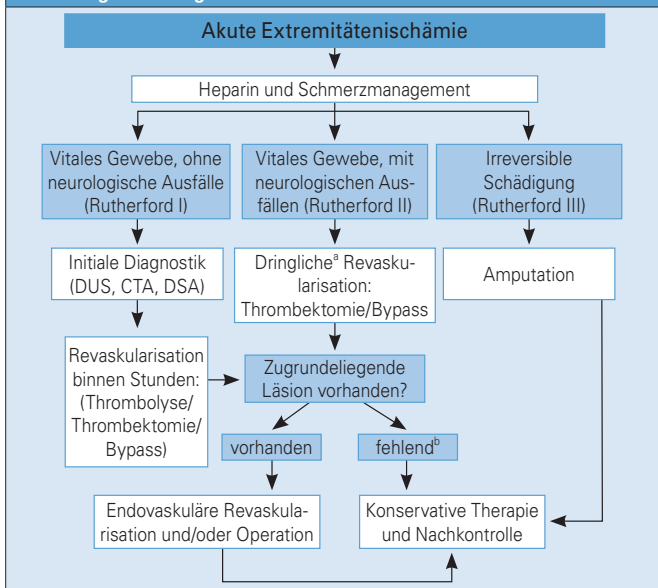 Akute Extremitätenischämie
Heparin und Schmerzmanagement
Vitales Gewebe, ohne
neurologische Ausfälle
(Rutherford I)
Vitales Gewebe, mit
neurologischen Aus-
fällen (Rutherford II)
Irreversible
Schädigung
(Rutherford III)
Initiale Diagnostik
(DUS, CTA, DSA)
Dringlicheᵃ Revasku-
larisation:
Thrombektomie/Bypass
Amputation
Revaskularisation
binnen Stunden:
(Thrombolyse/
Thrombektomie/
Bypass)
Zugrundeliegende
Läsion vorhanden?
vorhanden
fehlendᵇ
Endovaskuläre Revaskula-
risation und/oder Operation
Konservative Therapie
und Nachkontrolle